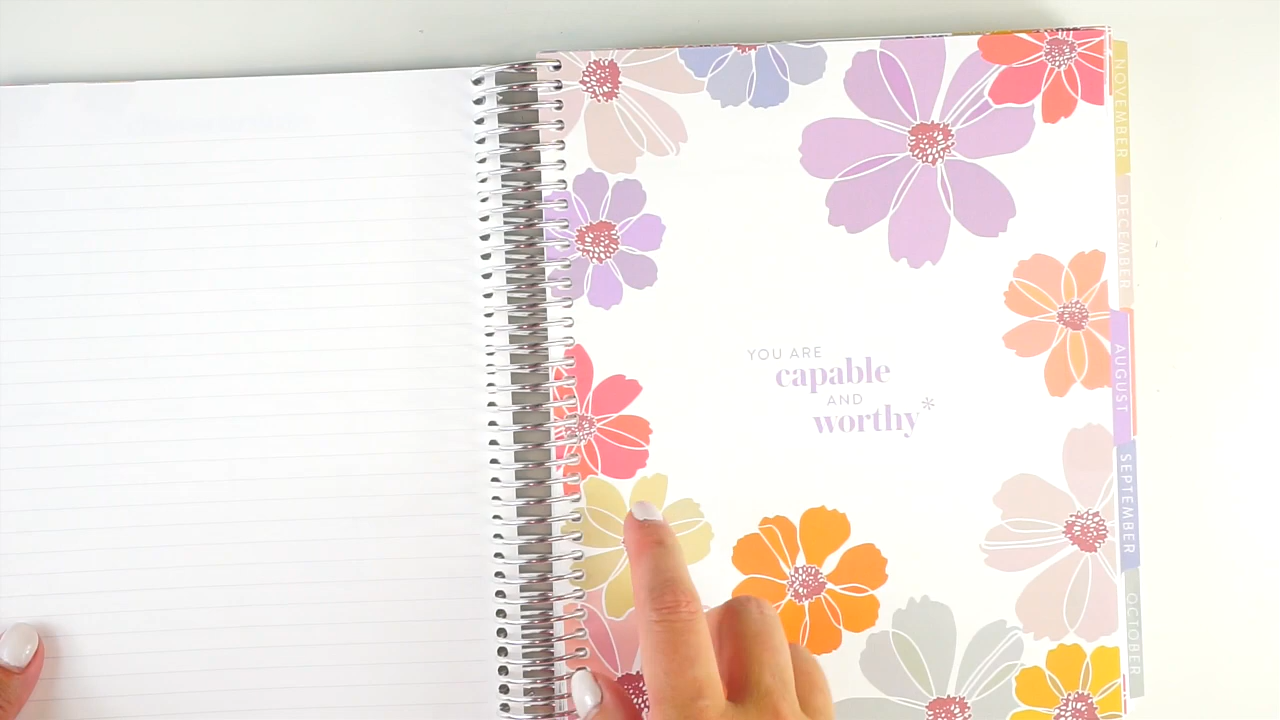 YOU ARE
capable
AND
worthy*
NOVEMBER
DECEMBER
AUGUST
SEPTEMBER
OCTOBER